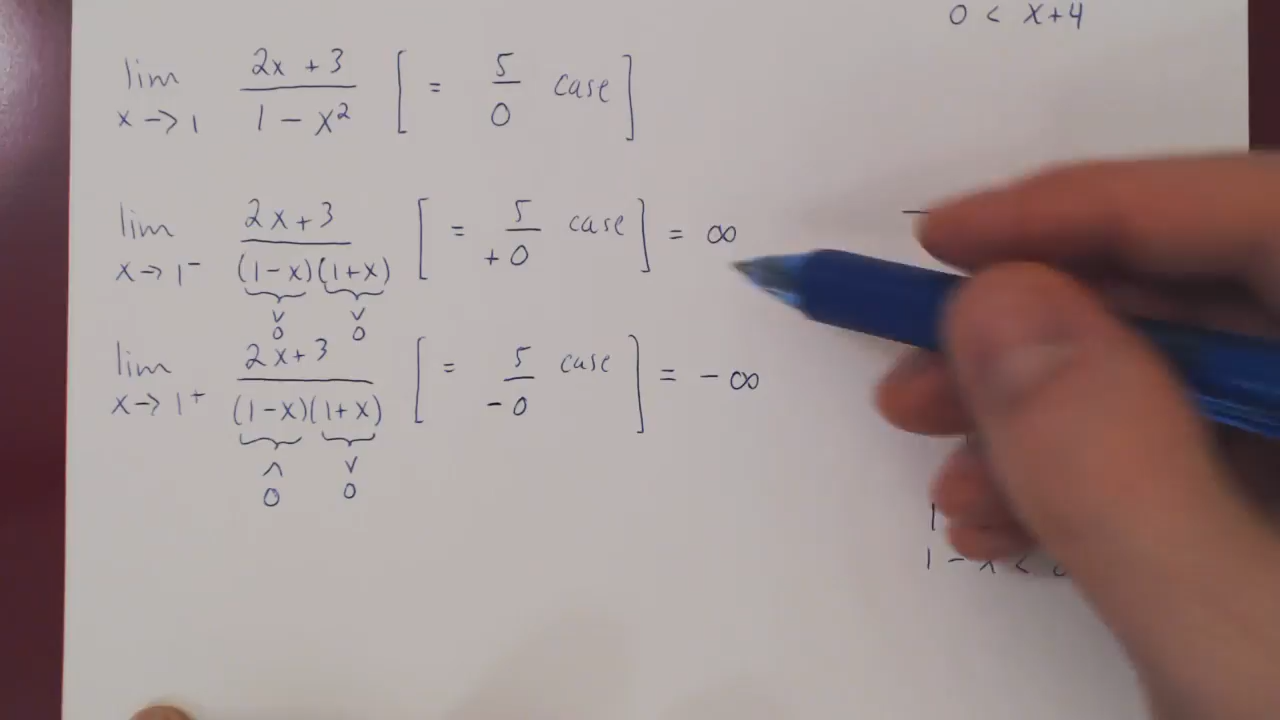 0 < x+4
lim x→1 (2x + 3)/(1 − x²) [ = 5/0 case ]
lim x→1⁻ (2x+3)/((1−x)(1+x)) [ = 5/+0 case ] = ∞
∨ ∨
0 0
lim x→1⁺ (2x+3)/((1−x)(1+x)) [ = 5/−0 case ] = −∞
∧ ∨
0 0
1
1 − x <